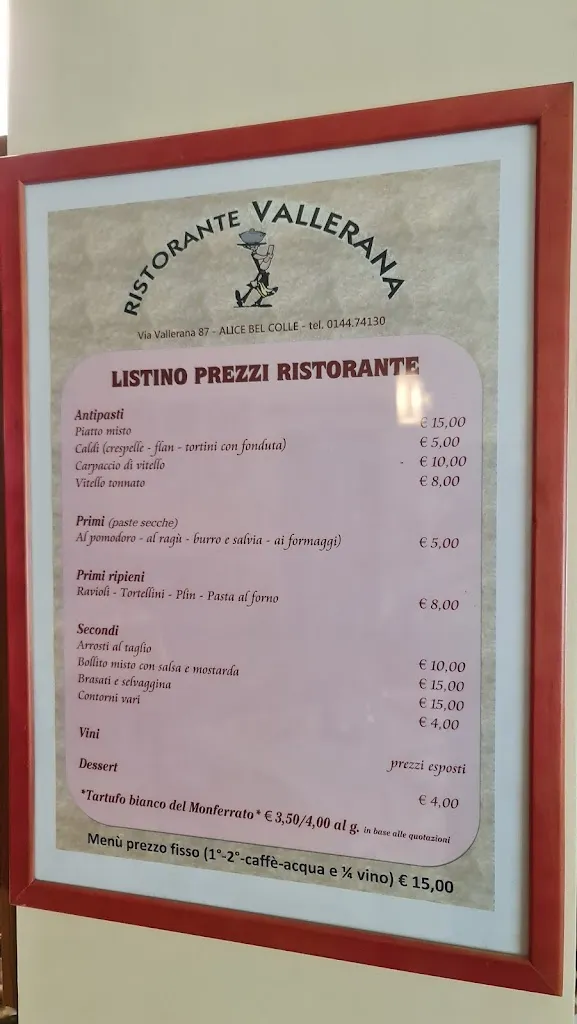 RISTORANTE VALLERANA
Via Vallerana 87 - ALICE BEL COLLE - tel. 0144.74130
LISTINO PREZZI RISTORANTE
Antipasti
Piatto misto € 15,00
Caldi (crespelle - flan - tortini con fonduta) € 5,00
Carpaccio di vitello - € 10,00
Vitello tonnato € 8,00
Primi (paste secche)
Al pomodoro - al ragù - burro e salvia - ai formaggi) € 5,00
Primi ripieni
Ravioli - Tortellini - Plin - Pasta al forno € 8,00
Secondi
Arrosti al taglio € 10,00
Bollito misto con salsa e mostarda € 15,00
Brasati e selvaggina € 15,00
Contorni vari € 4,00
Vini prezzi esposti
Dessert € 4,00
*Tartufo bianco del Monferrato* € 3,50/4,00 al g. in base alle quotazioni
Menù prezzo fisso (1°-2°-caffè-acqua e ¼ vino) € 15,00